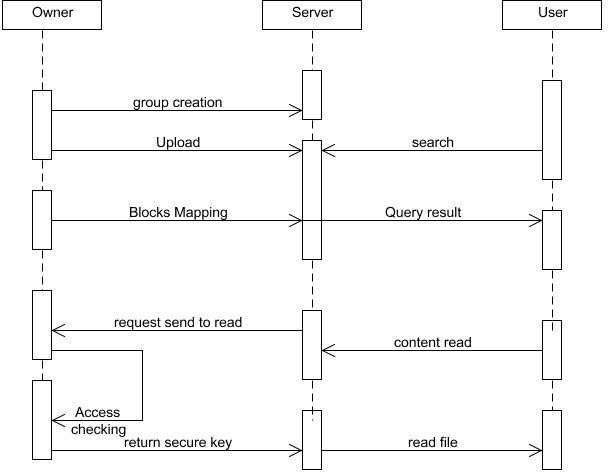 Owner
Server
User
group creation
Upload
search
Blocks Mapping
Query result
request send to read
content read
Access
checking
return secure key
read file